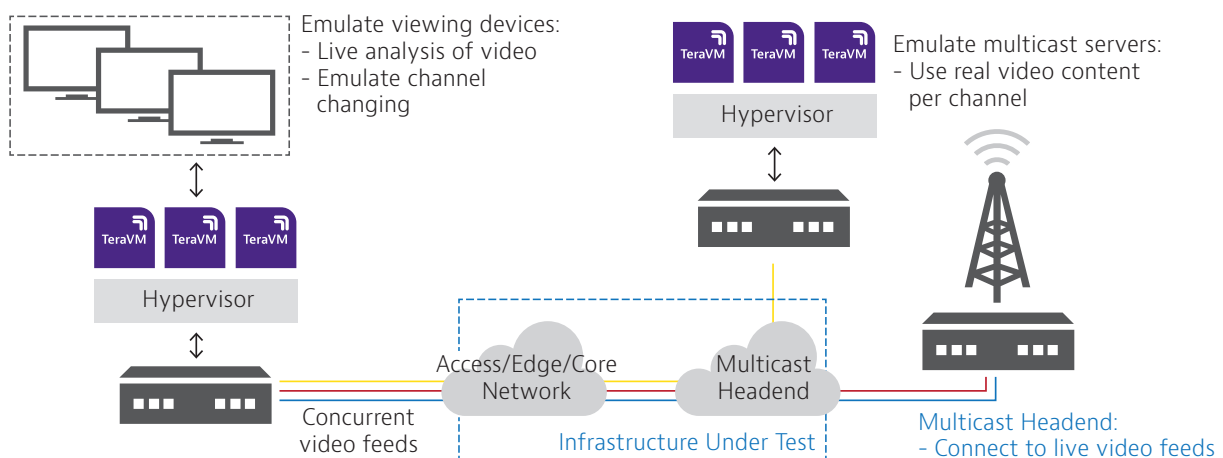 Emulate viewing devices:
- Live analysis of video
- Emulate channel
changing
TeraVM
TeraVM
TeraVM
Hypervisor
Concurrent
video feeds
TeraVM
TeraVM
TeraVM
Hypervisor
Emulate multicast servers:
- Use real video content
per channel
Access/Edge/Core
Network
Multicast
Headend
Infrastructure Under Test
Multicast Headend:
- Connect to live video feeds